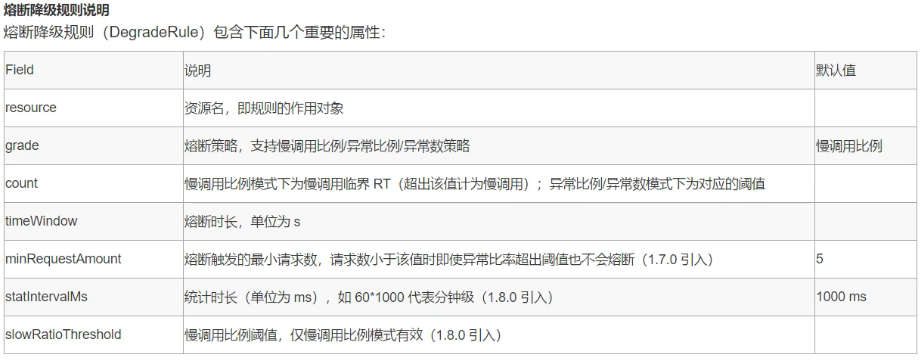 熔断降级规则说明
熔断降级规则（DegradeRule）包含下面几个重要的属性：
Field 说明 默认值
resource 资源名，即规则的作用对象
grade 熔断策略，支持慢调用比例/异常比例/异常数策略 慢调用比例
count 慢调用比例模式下为慢调用临界 RT（超出该值计为慢调用）；异常比例/异常数模式下为对应的阈值
timeWindow 熔断时长，单位为 s
minRequestAmount 熔断触发的最小请求数，请求数小于该值时即使异常比率超出阈值也不会熔断（1.7.0 引入） 5
statIntervalMs 统计时长（单位为 ms），如 60*1000 代表分钟级（1.8.0 引入） 1000 ms
slowRatioThreshold 慢调用比例阈值，仅慢调用比例模式有效（1.8.0 引入）